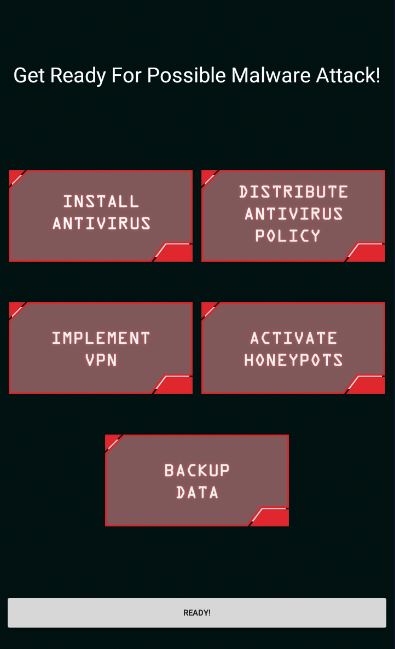 Get Ready For Possible Malware Attack!
INSTALL
ANTIVIRUS
DISTRIBUTE
ANTIVIRUS
POLICY
IMPLEMENT
VPN
ACTIVATE
HONEYPOTS
BACKUP
DATA
READY!